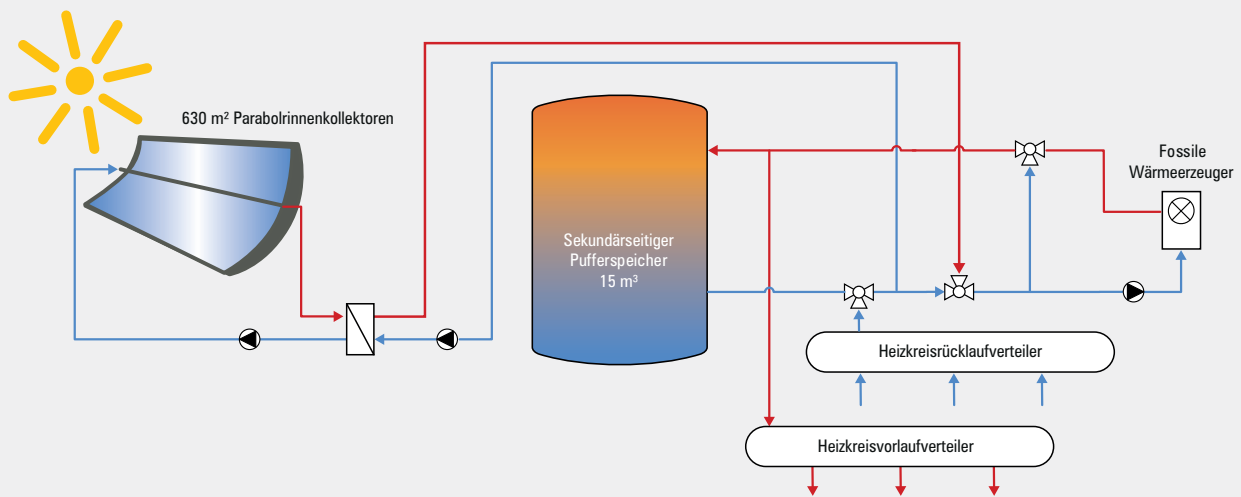 630 m² Parabolrinnenkollektoren
Fossile
Wärmeerzeuger
Sekundärseitiger
Pufferspeicher
15 m³
Heizkreisrücklaufverteiler
Heizkreisvorlaufverteiler